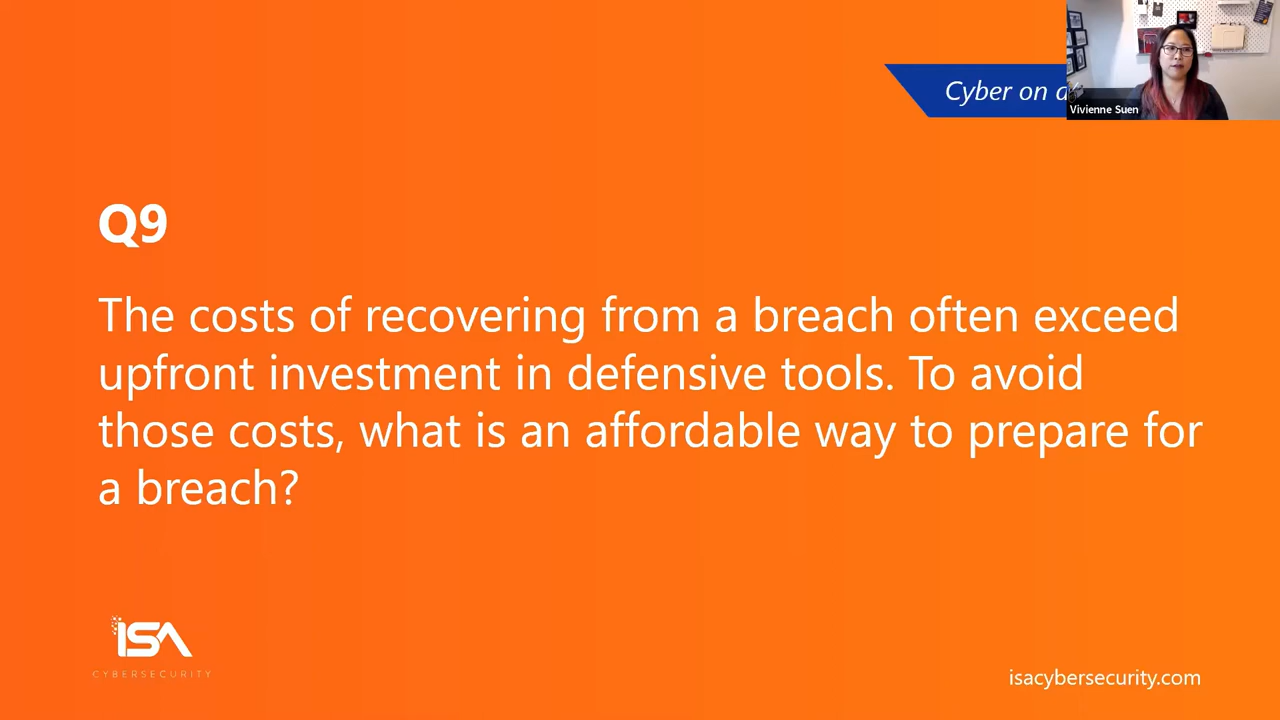 Cyber on a
Vivienne Suen
Q9
The costs of recovering from a breach often exceed
upfront investment in defensive tools. To avoid
those costs, what is an affordable way to prepare for
a breach?
ISA
CYBERSECURITY
isacybersecurity.com